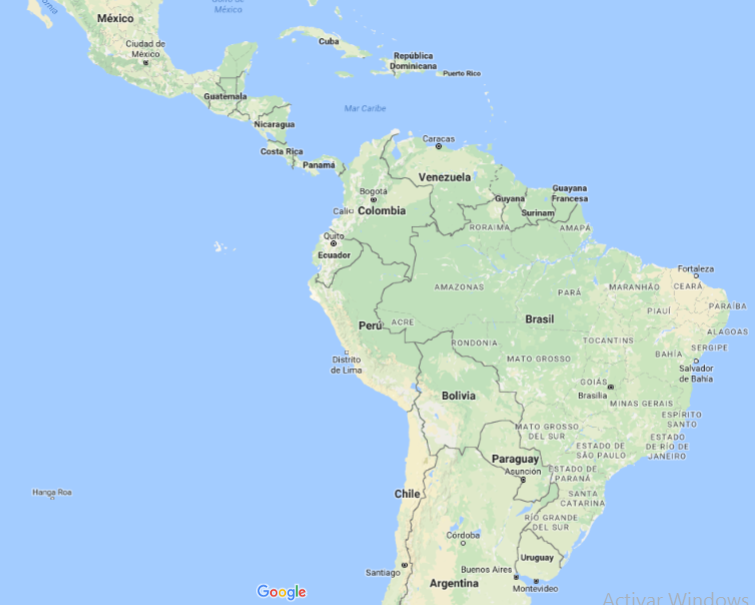 Golfo de
México
México
Ciudad de
México
Cuba
República
Dominicana
Puerto Rico
Guatemala
Mar Caribe
Nicaragua
Costa Rica
Panamá
Caracas
Venezuela
Guyana
Guayana
Francesa
Surinam
Bogotá
Cali
Colombia
RORAIMA
AMAPÁ
Quito
Ecuador
Fortaleza
AMAZONAS
PARÁ
MARANHÃO
CEARÁ
PARAÍBA
PIAUÍ
Perú
ACRE
Brasil
ALAGOAS
SERGIPE
TOCANTINS
RONDONIA
MATO GROSSO
BAHÍA
Distrito
de Lima
Salvador
de Bahía
GOIÁS
Brasilia
Bolivia
MINAS GERAIS
ESPÍRITO
SANTO
MATO GROSSO
DEL SUR
ESTADO
DE RÍO DE
JANEIRO
ESTADO DE
SÃO PAULO
Paraguay
Asunción
ESTADO DE
PARANÁ
Hanga Roa
Chile
SANTA
CATARINA
RÍO GRANDE
DEL SUR
Córdoba
Uruguay
Santiago
Buenos Aires
Argentina
Montevideo
Google
Activar Windows